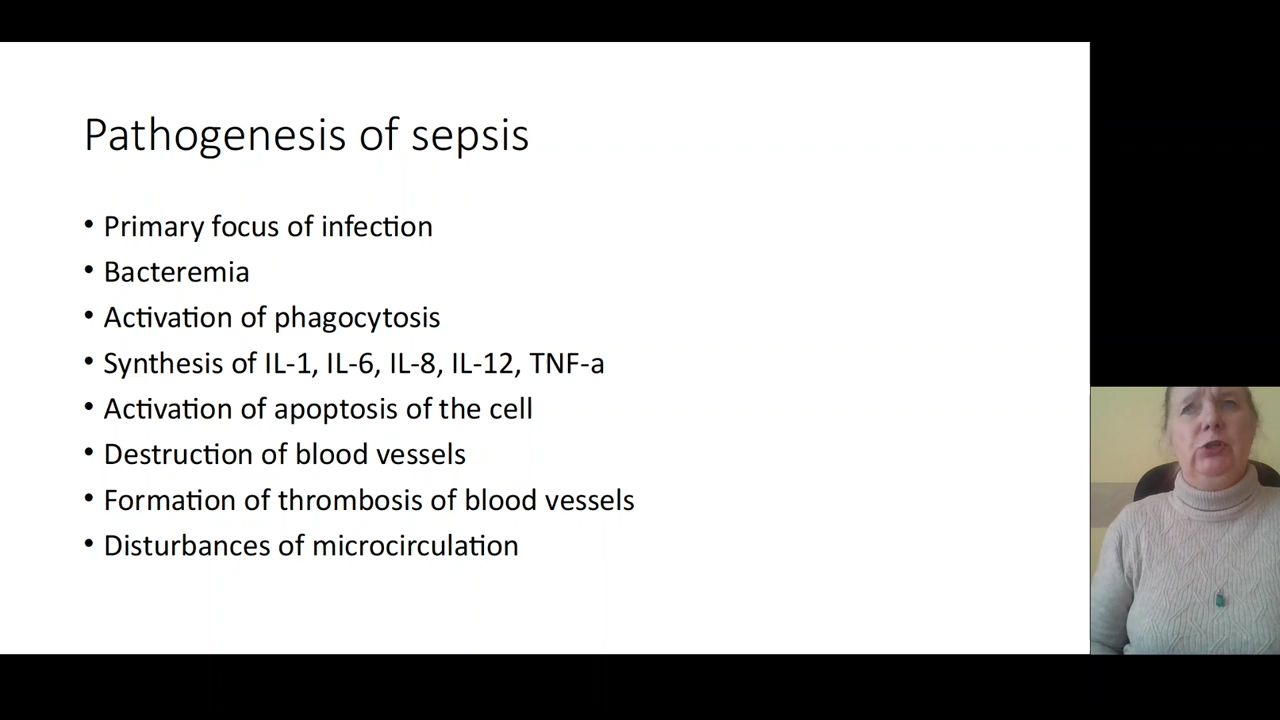 Pathogenesis of sepsis
• Primary focus of infection
• Bacteremia
• Activation of phagocytosis
• Synthesis of IL-1, IL-6, IL-8, IL-12, TNF-a
• Activation of apoptosis of the cell
• Destruction of blood vessels
• Formation of thrombosis of blood vessels
• Disturbances of microcirculation